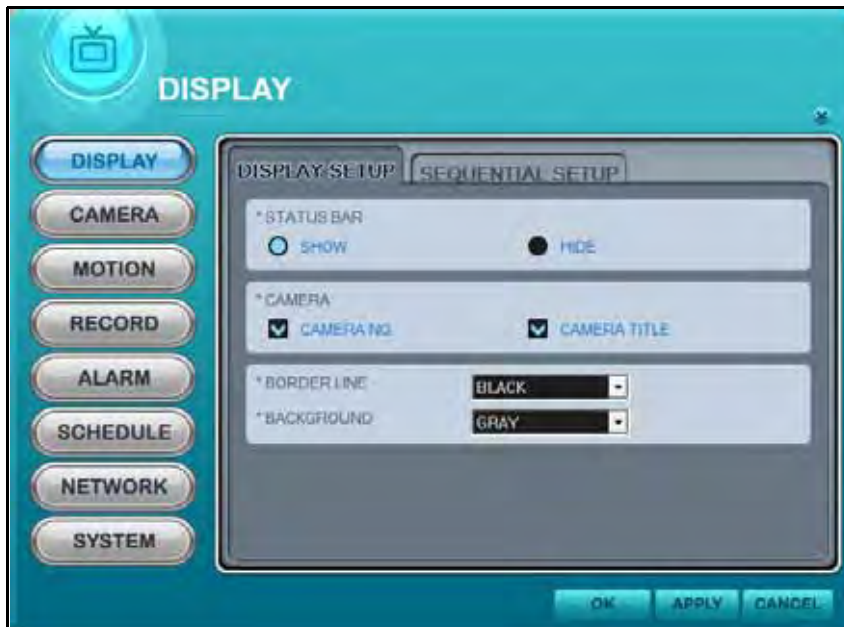 DISPLAY
DISPLAY
CAMERA
MOTION
RECORD
ALARM
SCHEDULE
NETWORK
SYSTEM
DISPLAY SETUP
SEQUENTIAL SETUP
* STATUS BAR
SHOW
HIDE
* CAMERA
CAMERA NO.
CAMERA TITLE
* BORDER LINE
BLACK
* BACKGROUND
GRAY
OK
APPLY
CANCEL